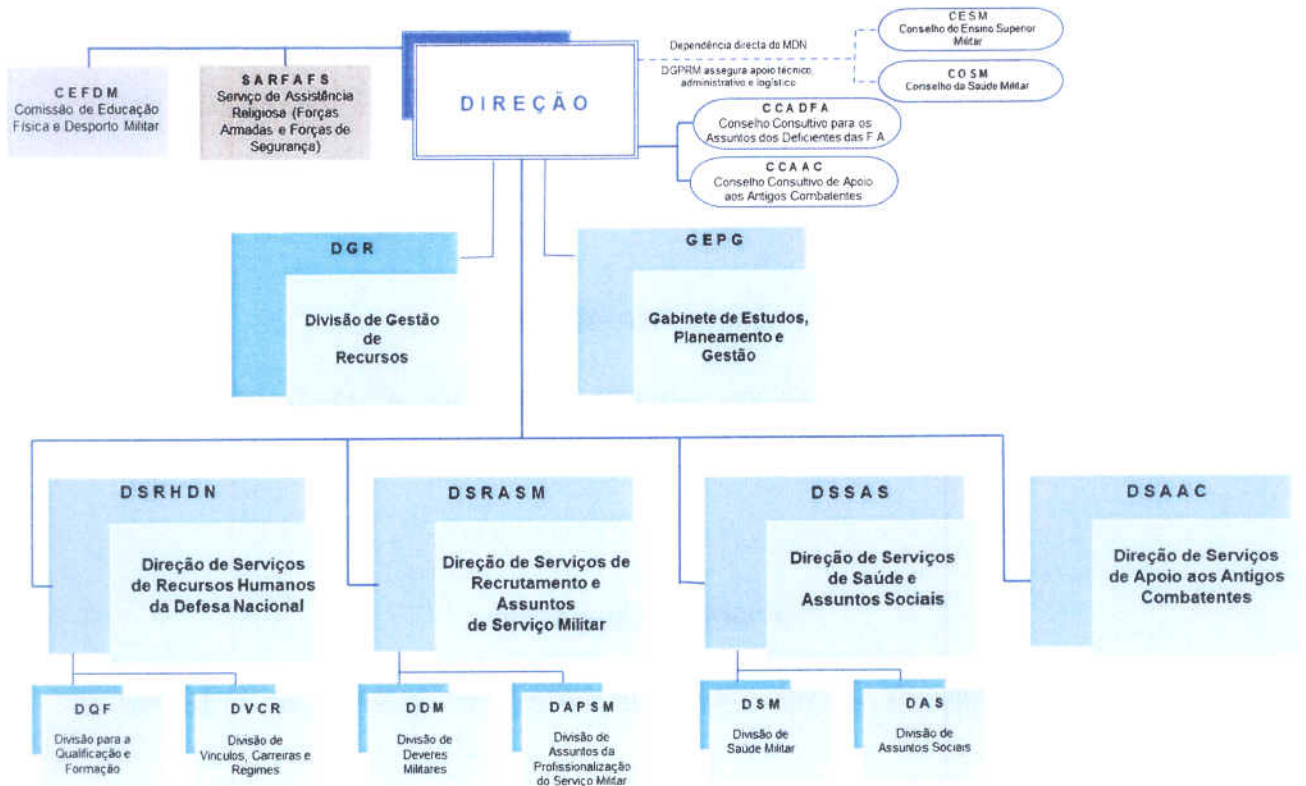 CEFDM
Comissão de Educação
Física e Desporto Militar
SARFAFS
Serviço de Assistência
Religiosa (Forças
Armadas e Forças de
Segurança)
DIREÇÃO
Dependência directa do MDN
DGPRM assegura apoio técnico,
administrativo e logístico
CESM
Conselho do Ensino Superior
Militar
COSM
Conselho da Saúde Militar
CCADFA
Conselho Consultivo para os
Assuntos dos Deficientes das F A
CCAAC
Conselho Consultivo de Apoio
aos Antigos Combatentes
DGR
Divisão de Gestão
de
Recursos
GEPG
Gabinete de Estudos,
Planeamento e
Gestão
DSRHDN
Direção de Serviços
de Recursos Humanos
da Defesa Nacional
DSRASM
Direção de Serviços de
Recrutamento e
Assuntos
de Serviço Militar
DSSAS
Direção de Serviços
de Saúde e
Assuntos Sociais
DSAAC
Direção de Serviços
de Apoio aos Antigos
Combatentes
DQF
Divisão para a
Qualificação e
Formação
DVCR
Divisão de
Vinculos, Carreiras e
Regimes
DDM
Divisão de
Deveres
Militares
DAPSM
Divisão de
Assuntos da
Profissionalização
do Serviço Militar
DSM
Divisão de
Saúde Militar
DAS
Divisão de
Assuntos Sociais